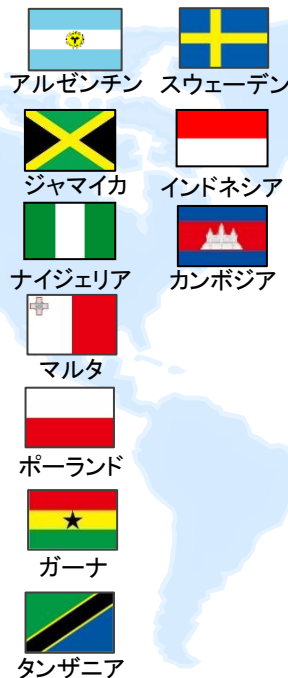 アルゼンチン
スウェーデン
ジャマイカ
インドネシア
ナイジェリア
カンボジア
マルタ
ポーランド
ガーナ
タンザニア